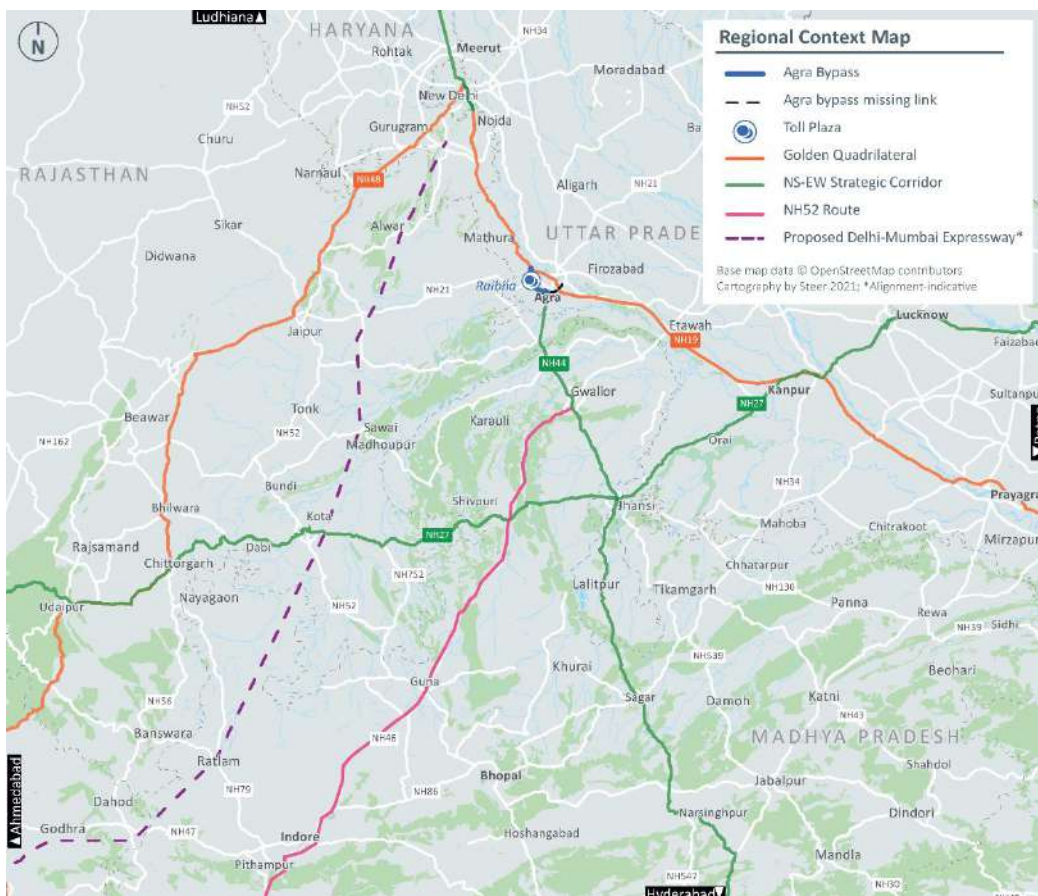 Ludhiana▲
HARYANA
NH34
Rohtak
Meerut
Moradabad
NH52
New Delhi
Churu
Gurugram
Nojda
Ba
RAJASTHAN
Narnaul
NH48
Aligarh
NH21
Sikar
Alwar
Mathura
UTTAR PRADE
Didwana
Firozabad
Raibha
NH21
Agra
Jaipur
Etawah
Lucknow
NH19
Faizabad
NH44
Gwalior
Kanpur
Beawar
Tonk
Karauli
NH27
Sultanpu
NH162
NH52
Sawai
Madhoupur
Orai
Bundi
NH34
Bhilwara
Kota
Shivpuri
Jhansi
Prayagra
Rajsamand
Dabi
NH27
Mahoba
Chitrakoot
Mirzapur
Chittorgarh
Chhatarpur
NH752
Lalitpur
Tikamgarh
NH130
Udaipur
Nayagaon
NH52
Panna
Rewa
NH39
Sidhi
NH539
Khurai
Beohari
Guna
NH56
Sagar
Damoh
Katni
Banswara
NH46
NH43
MADHYA PRADESH
Ratlam
Shahdol
Bhopal
Jabalpur
▲Ahmedabad
Dahod
NH79
NH86
Dindori
Godhra
NH47
Narsinghpur
Indore
Hoshangabad
Pithampur
Mandla
NH547
NH30
Hyderabad▼
N
Regional Context Map
Agra Bypass
Agra bypass missing link
Toll Plaza
Golden Quadrilateral
NS-EW Strategic Corridor
NH52 Route
Proposed Delhi-Mumbai Expressway*
Base map data © OpenStreetMap contributors
Cartography by Steer 2021; *Alignment-indicative